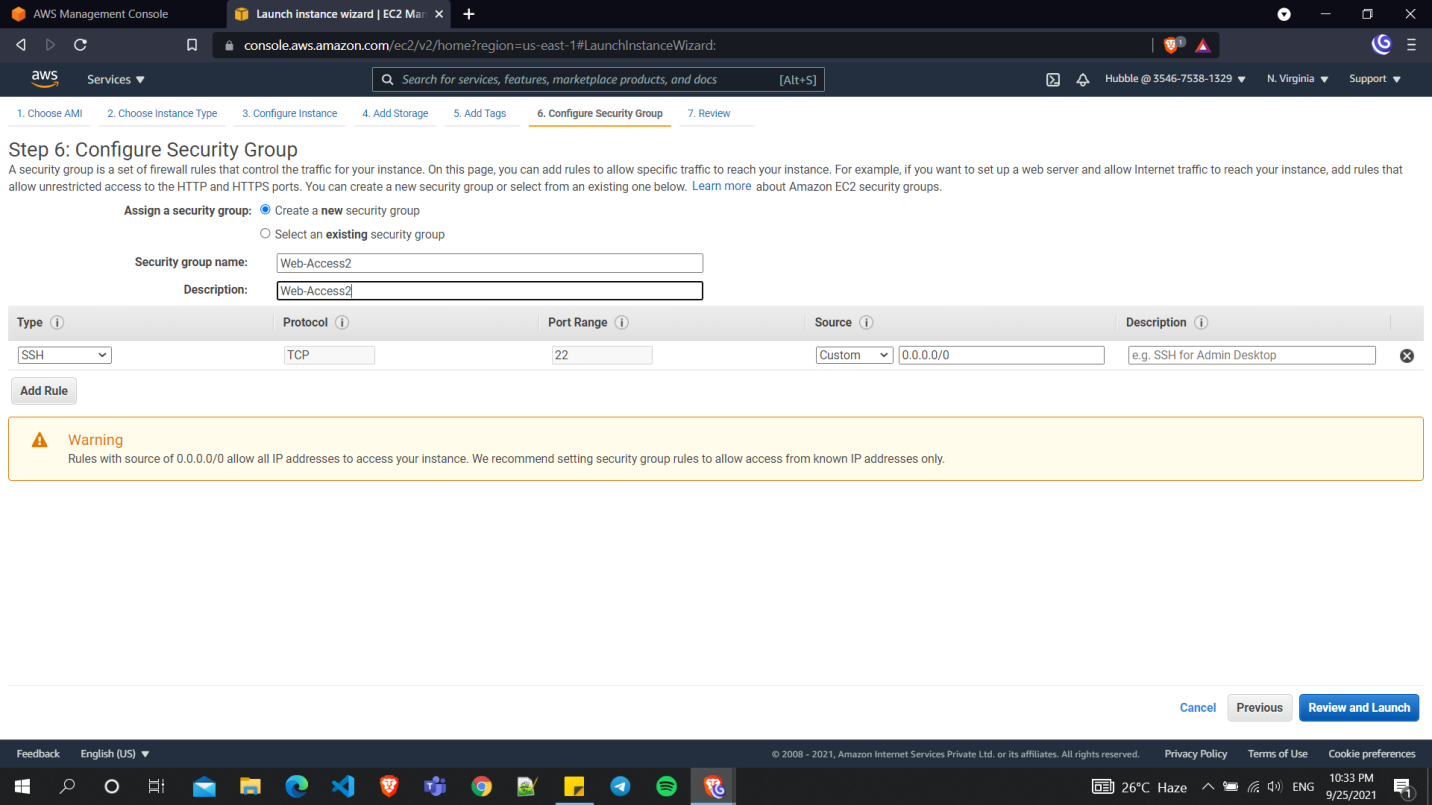 AWS Management Console
Launch instance wizard | EC2 Man
console.aws.amazon.com/ec2/v2/home?region=us-east-1#LaunchInstanceWizard:
1
aws
Services
Search for services, features, marketplace products, and docs
[Alt+S]
Hubble @ 3546-7538-1329
N. Virginia
Support
1. Choose AMI
2. Choose Instance Type
3. Configure Instance
4. Add Storage
5. Add Tags
6. Configure Security Group
7. Review
Step 6: Configure Security Group
A security group is a set of firewall rules that control the traffic for your instance. On this page, you can add rules to allow specific traffic to reach your instance. For example, if you want to set up a web server and allow Internet traffic to reach your instance, add rules that
allow unrestricted access to the HTTP and HTTPS ports. You can create a new security group or select from an existing one below. Learn more about Amazon EC2 security groups.
Assign a security group: Create a new security group
Select an existing security group
Security group name: Web-Access2
Description: Web-Access2
Type
Protocol
Port Range
Source
Description
SSH
TCP
22
Custom
0.0.0.0/0
e.g. SSH for Admin Desktop
Add Rule
Warning
Rules with source of 0.0.0.0/0 allow all IP addresses to access your instance. We recommend setting security group rules to allow access from known IP addresses only.
Cancel
Previous
Review and Launch
Feedback
English (US)
© 2008 - 2021, Amazon Internet Services Private Ltd. or its affiliates. All rights reserved.
Privacy Policy
Terms of Use
Cookie preferences
26°C Haze
ENG
10:33 PM
9/25/2021
1